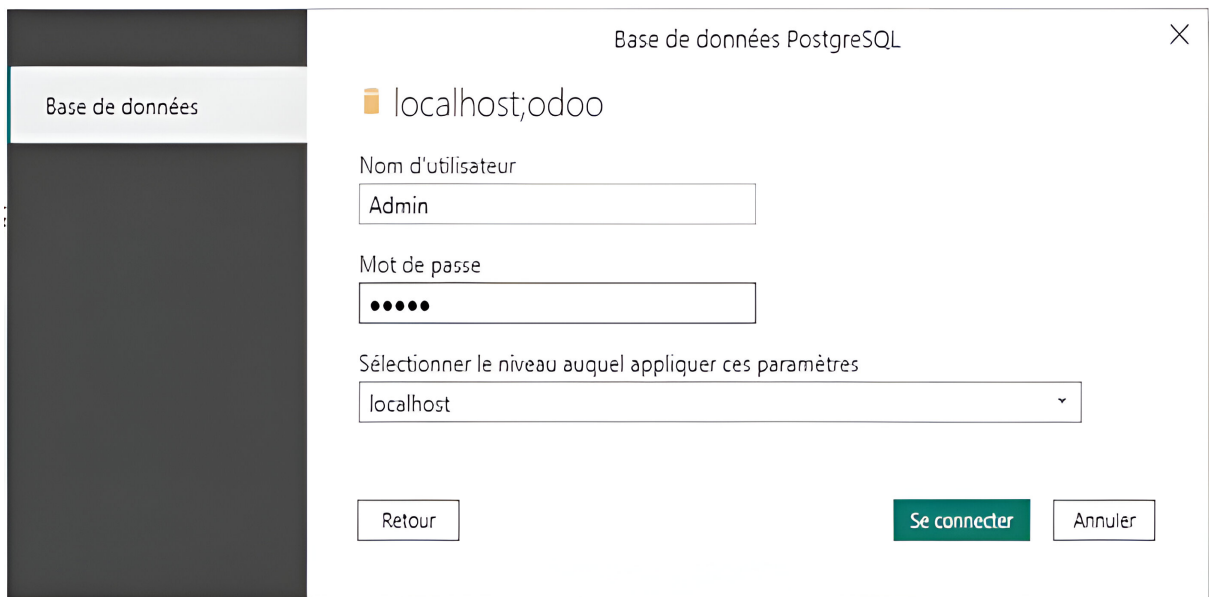 Base de données PostgreSQL
Base de données
localhost;odoo
Nom d'utilisateur
Admin
Mot de passe
●●●●●
Sélectionner le niveau auquel appliquer ces paramètres
localhost
Retour
Se connecter
Annuler